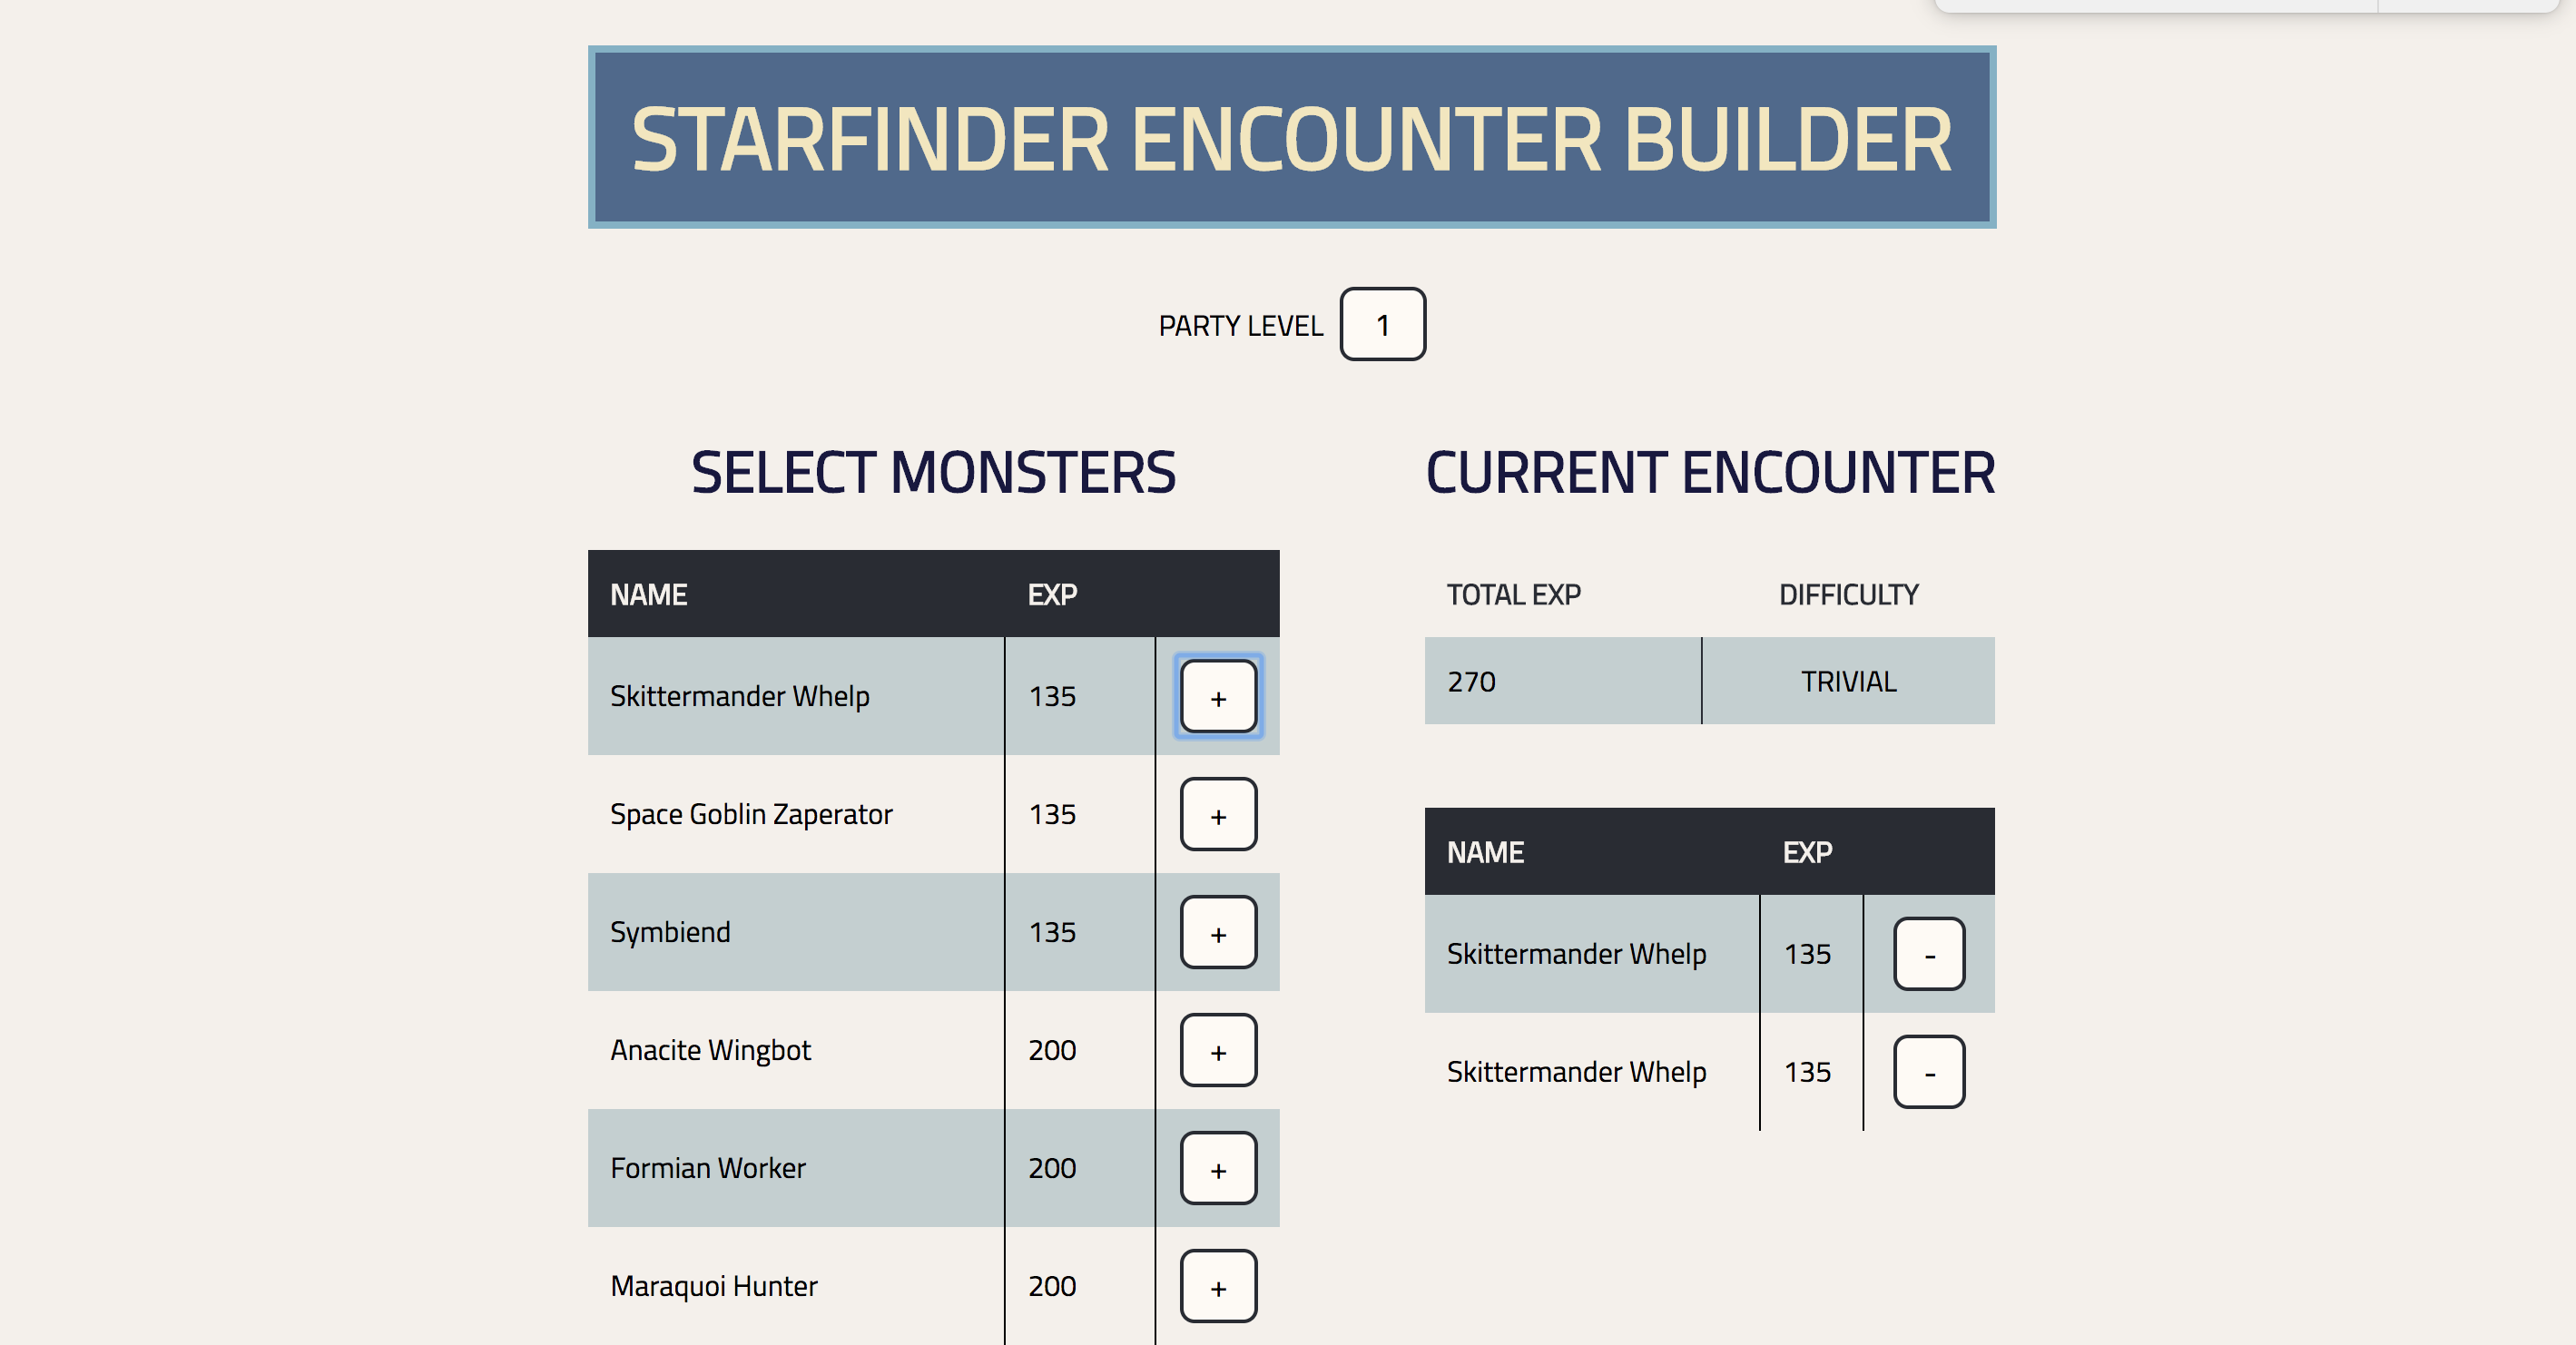 STARFINDER ENCOUNTER BUILDER
PARTY LEVEL 1
SELECT MONSTERS
NAME EXP
Skittermander Whelp 135 +
Space Goblin Zaperator 135 +
Symbiend 135 +
Anacite Wingbot 200 +
Formian Worker 200 +
Maraquoi Hunter 200 +
CURRENT ENCOUNTER
TOTAL EXP DIFFICULTY
270 TRIVIAL
NAME EXP
Skittermander Whelp 135 -
Skittermander Whelp 135 -